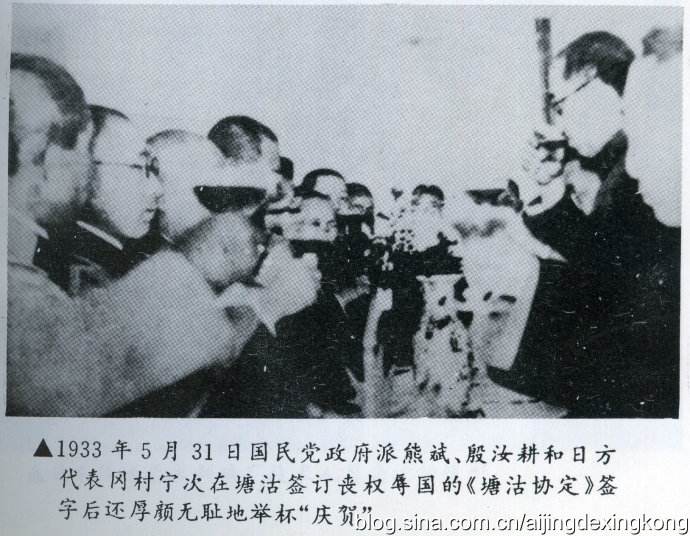 ▲1933 年 5 月 31 日国民党政府派熊斌、殷汝耕和日方
代表冈村宁次在塘沽签订丧权辱国的《塘沽协定》签
字后还厚颜无耻地举杯“庆贺”
blog.sina.com.cn/aijingdexingkong